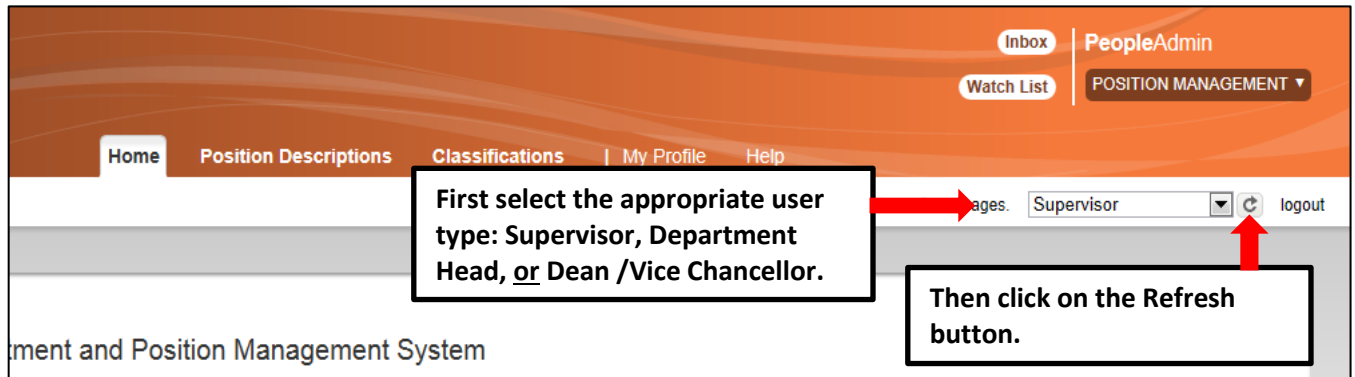 Inbox
PeopleAdmin
Watch List
POSITION MANAGEMENT
Home Position Descriptions Classifications | My Profile Help
First select the appropriate user
type: Supervisor, Department
Head, or Dean /Vice Chancellor.
ages. Supervisor logout
Then click on the Refresh
button.
tment and Position Management System